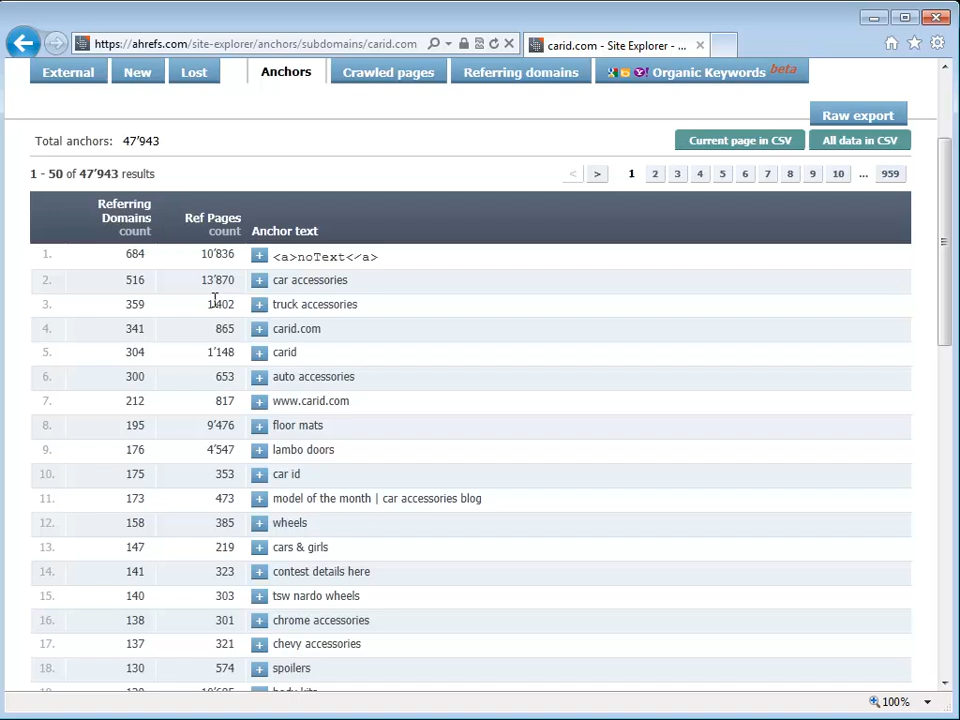 https://ahrefs.com/site-explorer/anchors/subdomains/carid.com
carid.com - Site Explorer - ...
External New Lost Anchors Crawled pages Referring domains Organic Keywords beta
Raw export
Total anchors: 47'943
Current page in CSV All data in CSV
1 - 50 of 47'943 results
< > 1 2 3 4 5 6 7 8 9 10 ... 959
Referring Domains count Ref Pages count Anchor text
1. 684 10'836 + <a>noText</a>
2. 516 13'870 + car accessories
3. 359 1'402 + truck accessories
4. 341 865 + carid.com
5. 304 1'148 + carid
6. 300 653 + auto accessories
7. 212 817 + www.carid.com
8. 195 9'476 + floor mats
9. 176 4'547 + lambo doors
10. 175 353 + car id
11. 173 473 + model of the month | car accessories blog
12. 158 385 + wheels
13. 147 219 + cars & girls
14. 141 323 + contest details here
15. 140 303 + tsw nardo wheels
16. 138 301 + chrome accessories
17. 137 321 + chevy accessories
18. 130 574 + spoilers
100%